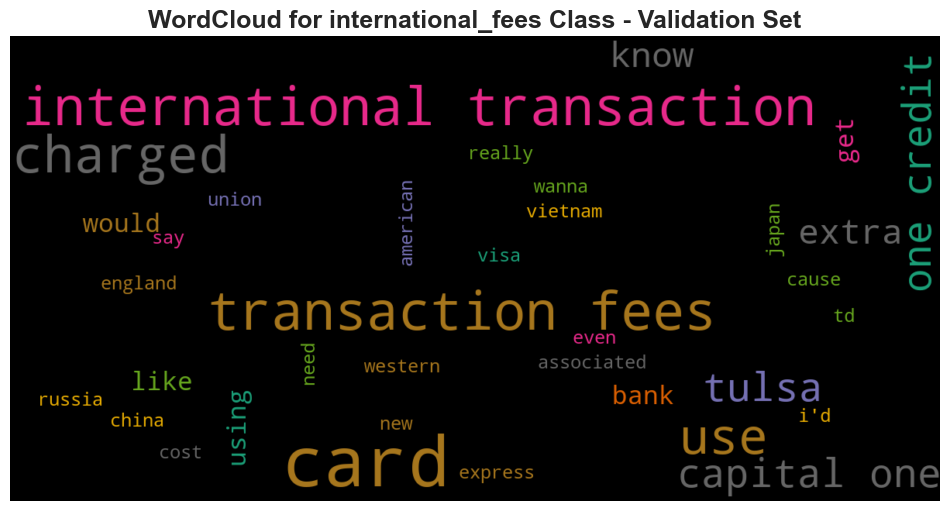 WordCloud for international_fees Class - Validation Set
know
international transaction
one credit
charged
get
really
wanna
union
american
vietnam
japan
would
say
extra
visa
england
cause
transaction fees
td
even
need
western
associated
like
bank
tulsa
russia
using
i'd
china
new
use
cost
card
express
capital one